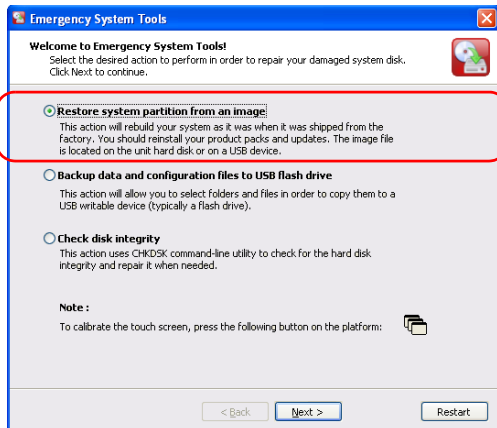 Emergency System Tools
Welcome to Emergency System Tools!
Select the desired action to perform in order to repair your damaged system disk.
Click Next to continue.
Restore system partition from an image
This action will rebuild your system as it was when it was shipped from the
factory. You should reinstall your product packs and updates. The image file
is located on the unit hard disk or on a USB device.
Backup data and configuration files to USB flash drive
This action will allow you to select folders and files in order to copy them to a
USB writable device (typically a flash drive).
Check disk integrity
This action uses CHKDSK command-line utility to check for the hard disk
integrity and repair it when needed.
Note :
To calibrate the touch screen, press the following button on the platform:
< Back Next > Restart